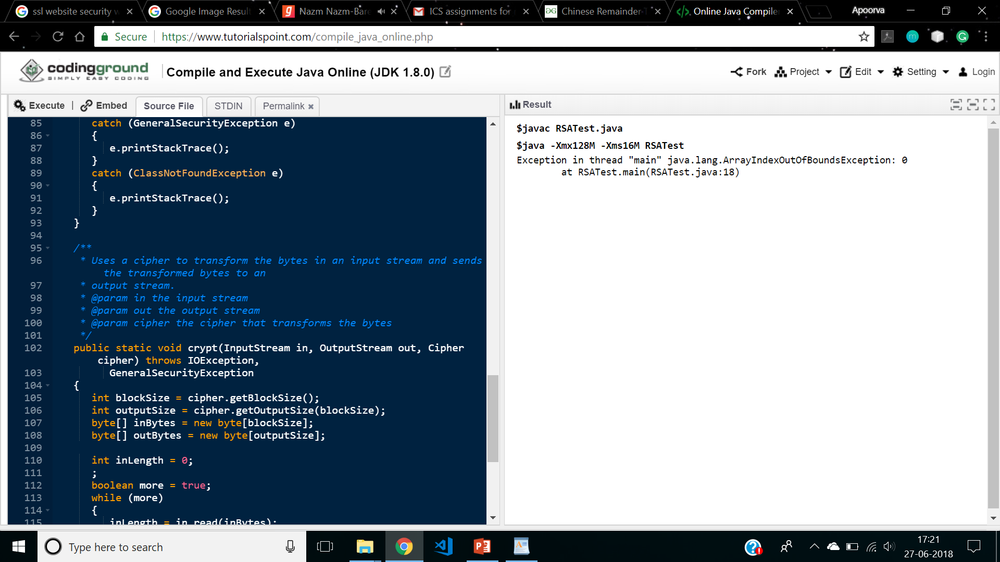 ssl website security w
Google Image Result
Nazm Nazm-Bare
ICS assignments for
Chinese Remainder-T
Online Java Compile
Apoorva
Secure
https://www.tutorialspoint.com/compile_java_online.php
codingground
SIMPLY EASY CODING
Compile and Execute Java Online (JDK 1.8.0)
Fork
Project
Edit
Setting
Login
Execute | Embed
Source File
STDIN
Permalink
Result
85 catch (GeneralSecurityException e)
86 {
87 e.printStackTrace();
88 }
89 catch (ClassNotFoundException e)
90 {
91 e.printStackTrace();
92 }
93 }
94
95 /**
96 * Uses a cipher to transform the bytes in an input stream and sends
the transformed bytes to an
97 * output stream.
98 * @param in the input stream
99 * @param out the output stream
100 * @param cipher the cipher that transforms the bytes
101 */
102 public static void crypt(InputStream in, OutputStream out, Cipher
cipher) throws IOException,
103 GeneralSecurityException
104 {
105 int blockSize = cipher.getBlockSize();
106 int outputSize = cipher.getOutputSize(blockSize);
107 byte[] inBytes = new byte[blockSize];
108 byte[] outBytes = new byte[outputSize];
109
110 int inLength = 0;
111 ;
112 boolean more = true;
113 while (more)
114 {
115 inLength = in.read(inBytes);
$javac RSATest.java
$java -Xmx128M -Xms16M RSATest
Exception in thread "main" java.lang.ArrayIndexOutOfBoundsException: 0
at RSATest.main(RSATest.java:18)
Type here to search
17:21
27-06-2018